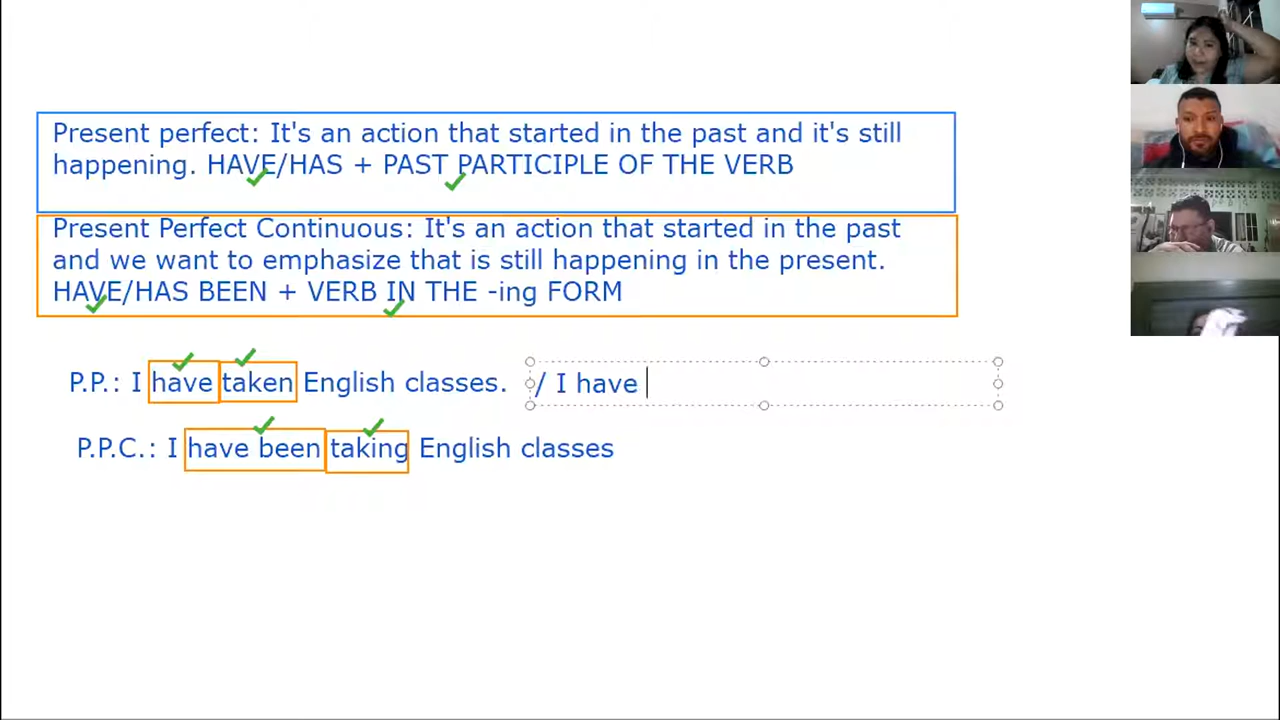 Present perfect: It's an action that started in the past and it's still
happening. HAVE/HAS + PAST PARTICIPLE OF THE VERB
Present Perfect Continuous: It's an action that started in the past
and we want to emphasize that is still happening in the present.
HAVE/HAS BEEN + VERB IN THE -ing FORM
P.P.: I have taken English classes. / I have
P.P.C.: I have been taking English classes